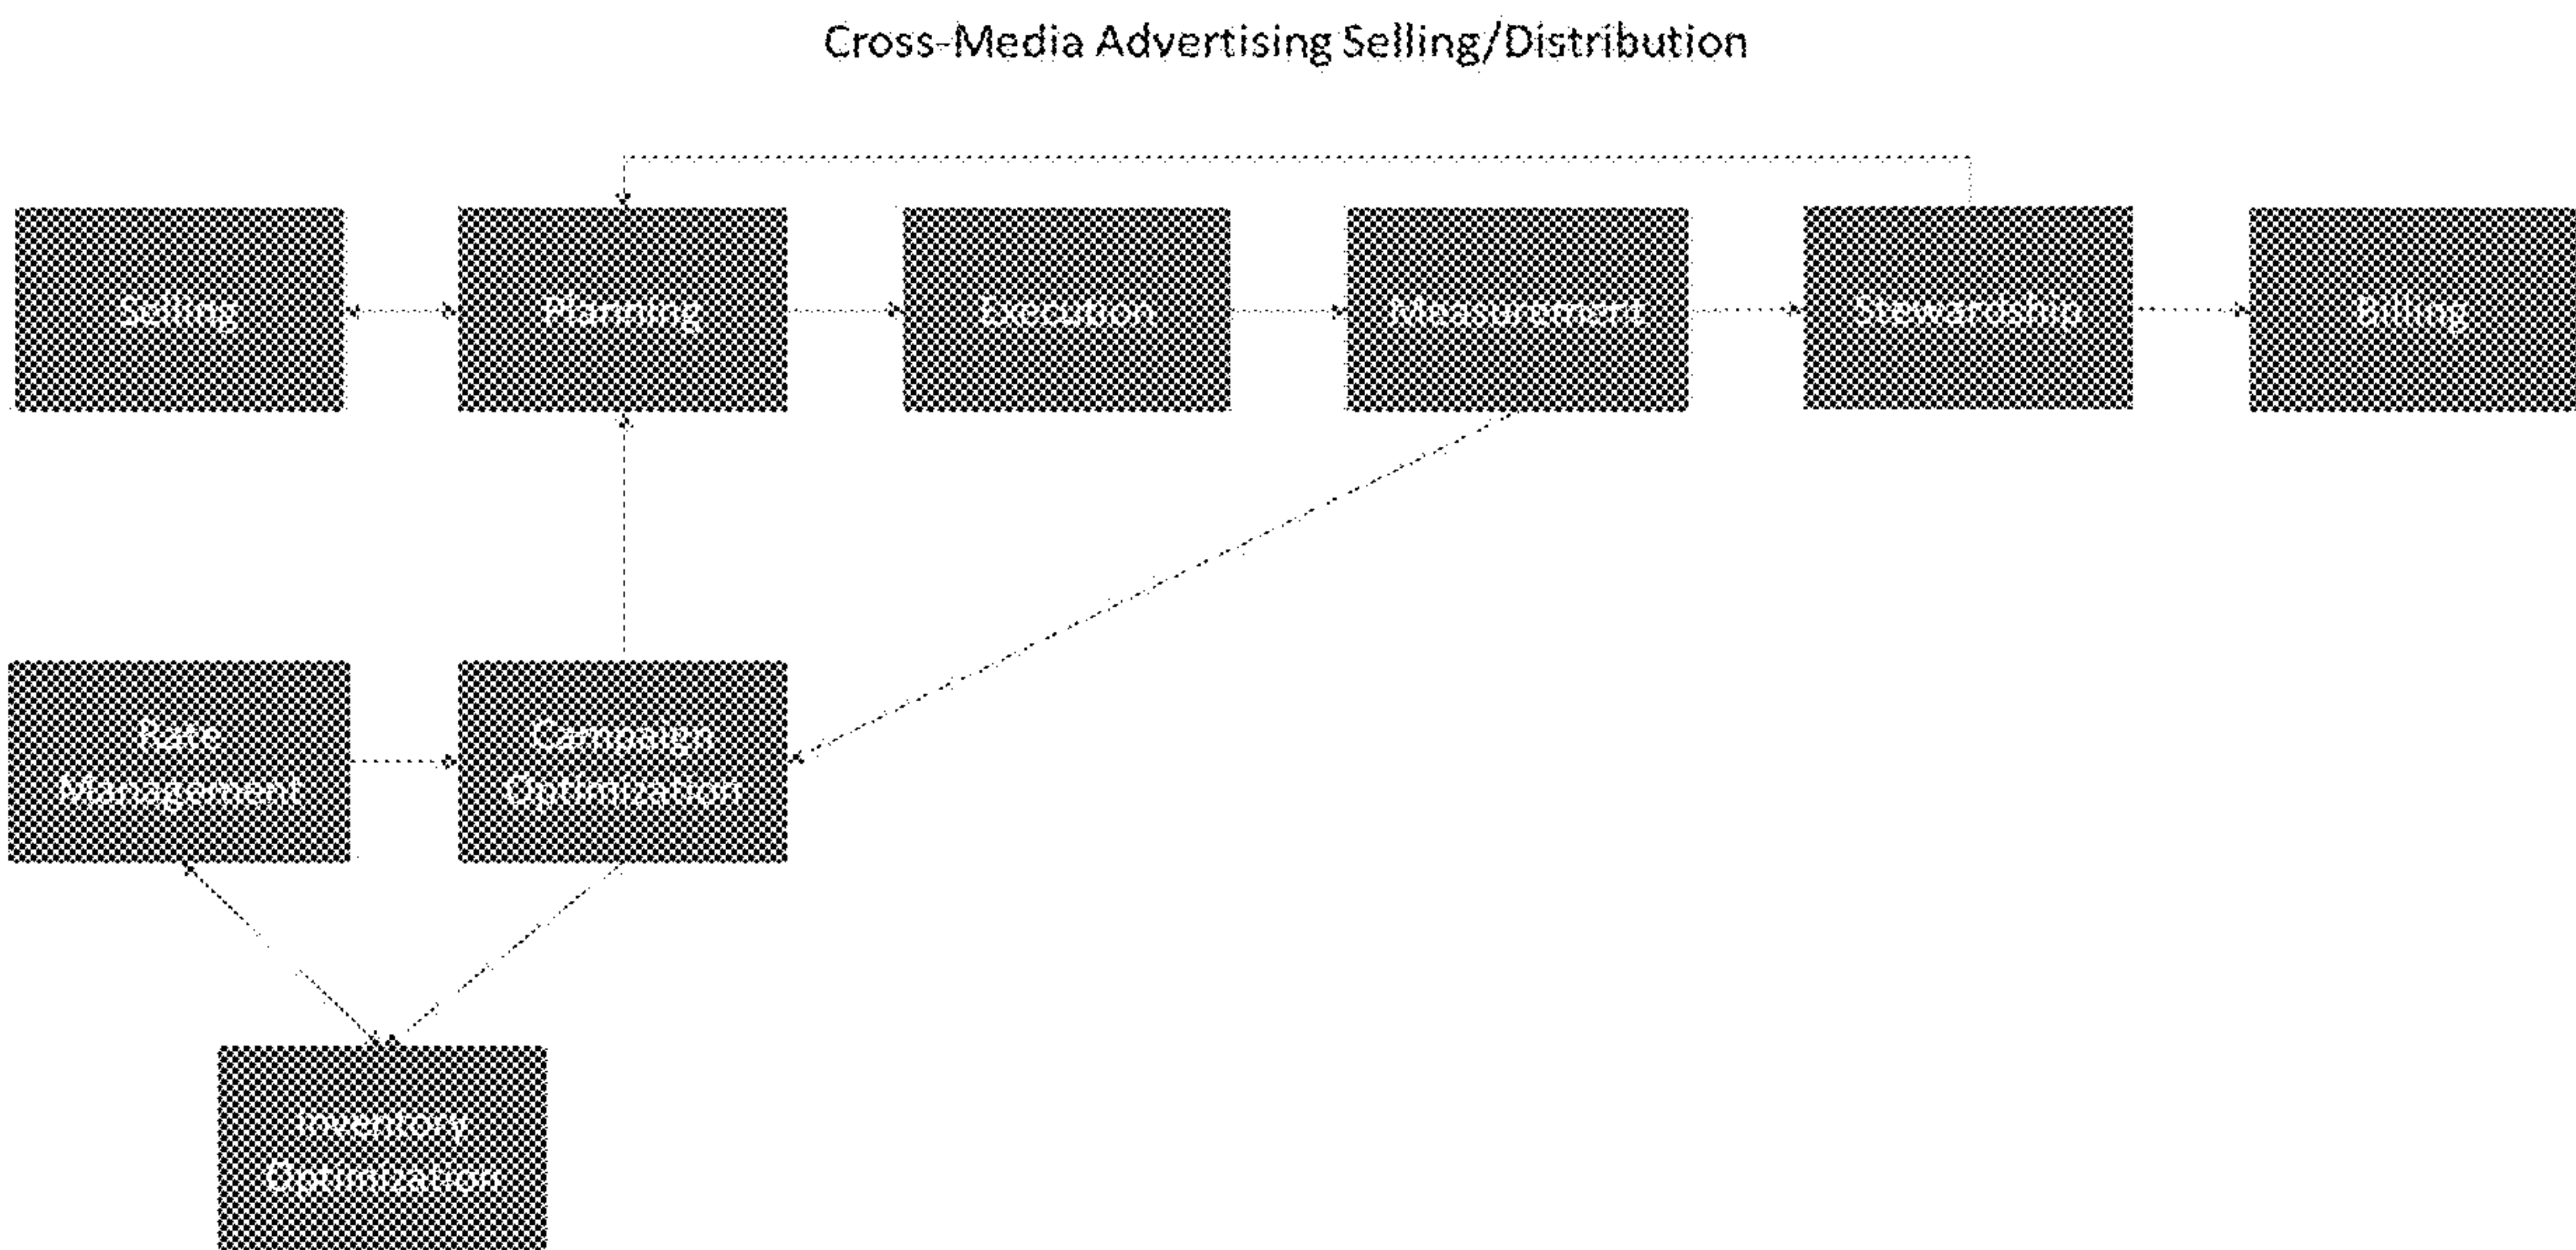 Cross-Media Advertising Selling/Distribution
Selling
Planning
Execution
Measurement
Stewardship
Billing
Rate
Management
Campaign
Optimization
Inventory
Optimization